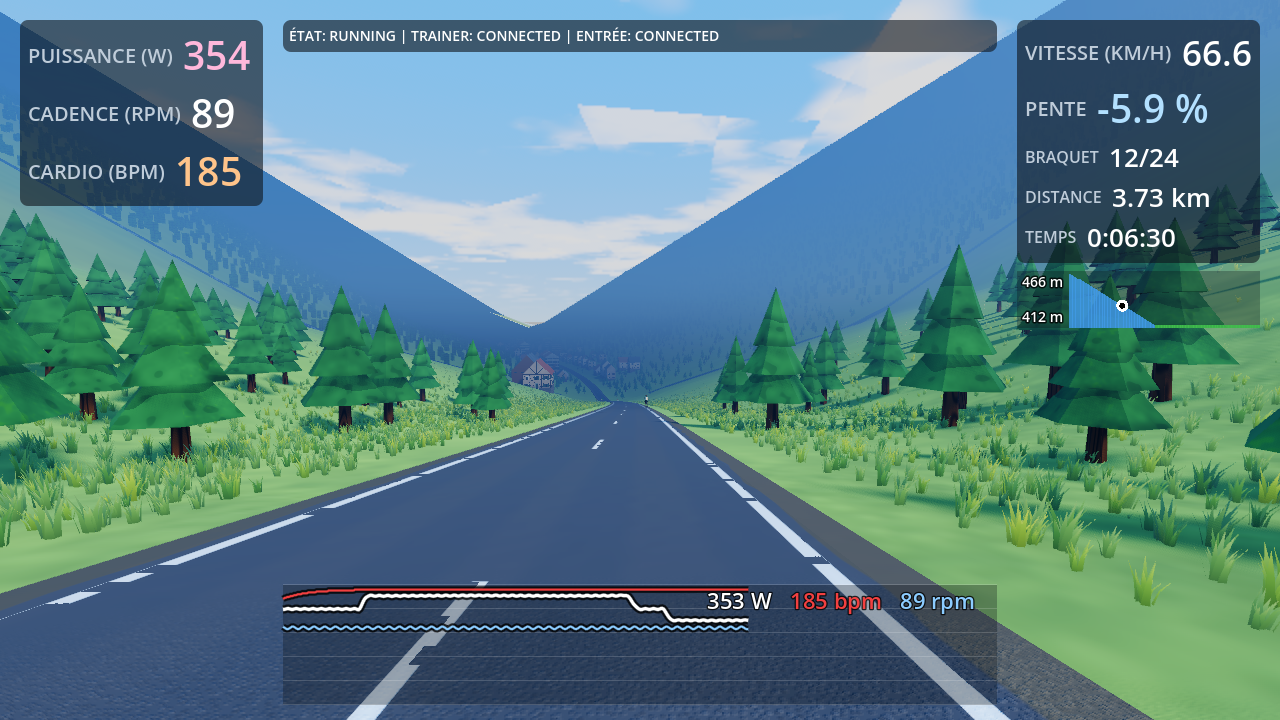 PUISSANCE (W) 354
CADENCE (RPM) 89
CARDIO (BPM) 185
ÉTAT: RUNNING | TRAINER: CONNECTED | ENTRÉE: CONNECTED
VITESSE (KM/H) 66.6
PENTE -5.9 %
BRAQUET 12/24
DISTANCE 3.73 km
TEMPS 0:06:30
466 m
412 m
353 W 185 bpm 89 rpm